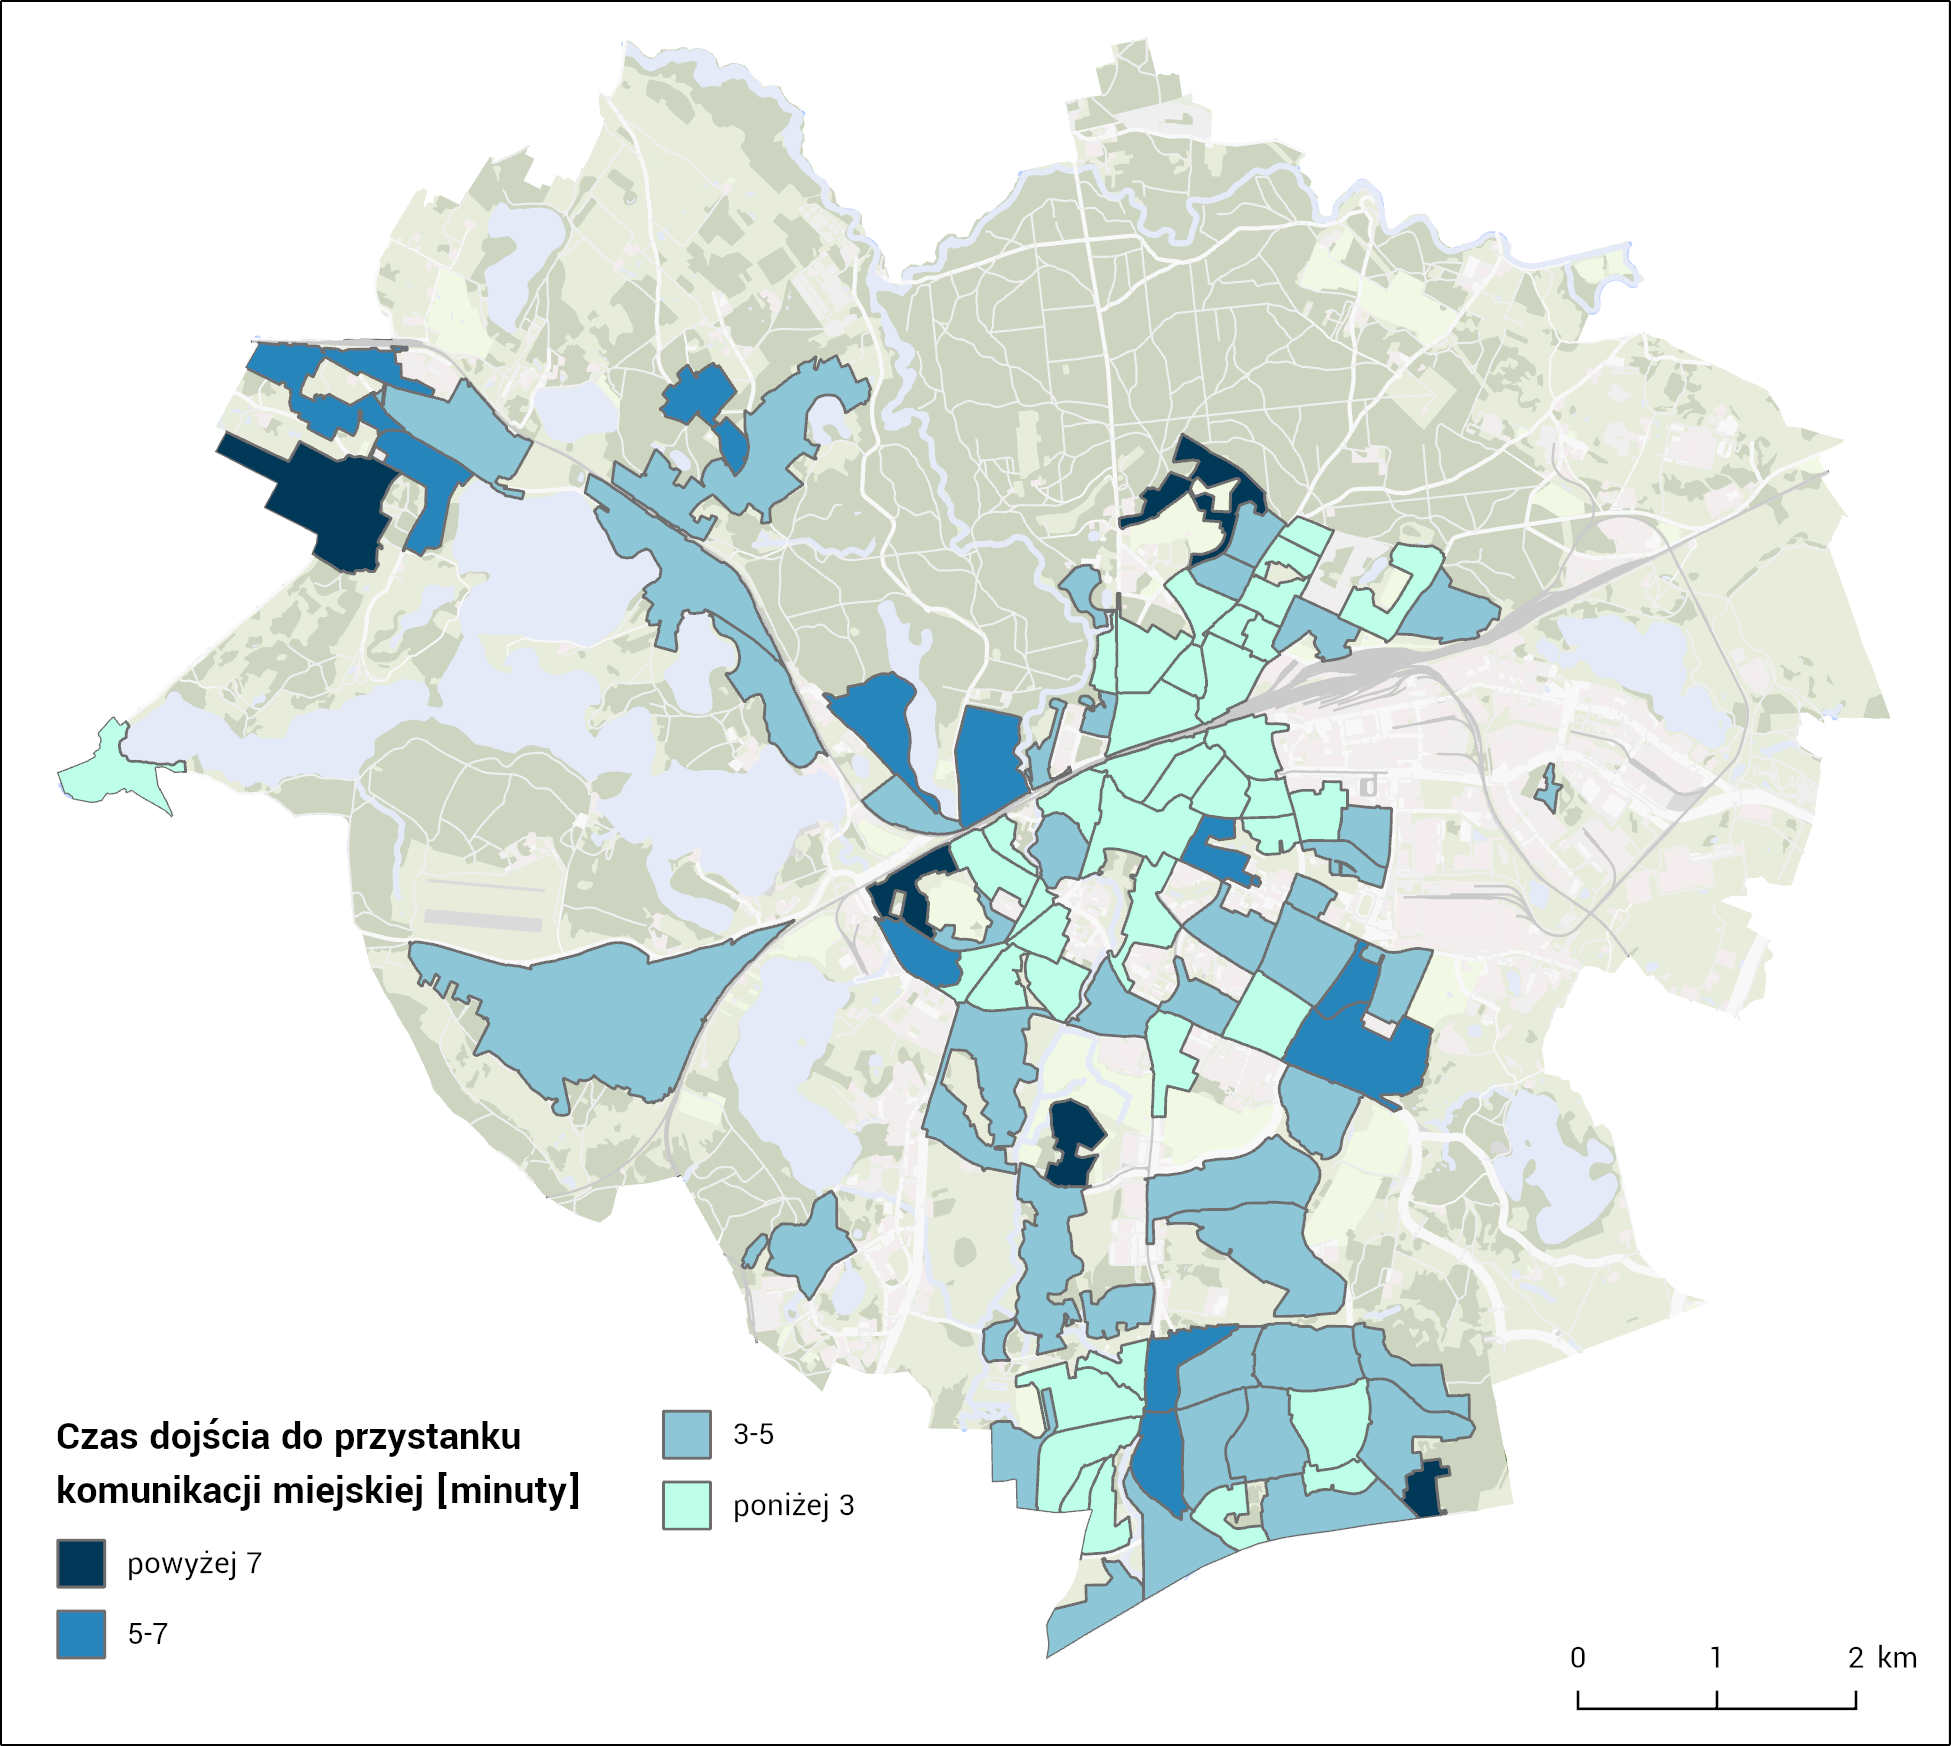 Czas dojścia do przystanku
komunikacji miejskiej [minuty]
powyżej 7
5-7
3-5
poniżej 3
0 1 2 km